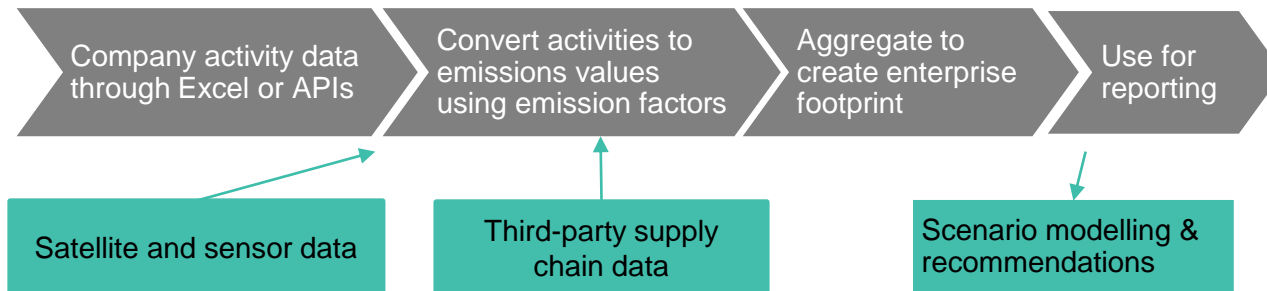 Company activity data
through Excel or APIs
Convert activities to
emissions values
using emission factors
Aggregate to
create enterprise
footprint
Use for
reporting
Satellite and sensor data
Third-party supply
chain data
Scenario modelling &
recommendations